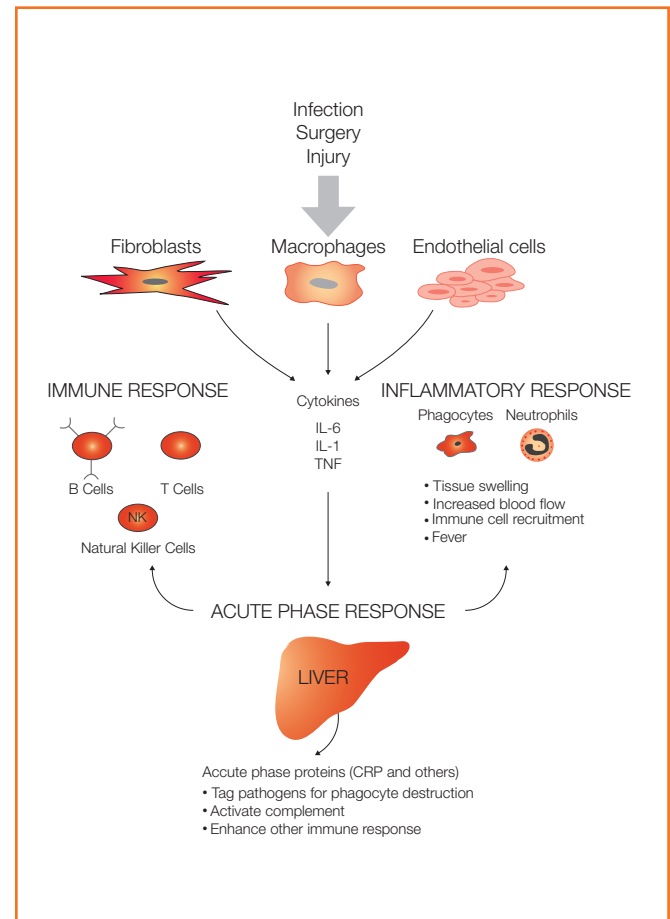 Infection
Surgery
Injury
Fibroblasts
Macrophages
Endothelial cells
IMMUNE RESPONSE
B Cells
T Cells
NK
Natural Killer Cells
Cytokines
IL-6
IL-1
TNF
INFLAMMATORY RESPONSE
Phagocytes
Neutrophils
• Tissue swelling
• Increased blood flow
• Immune cell recruitment
• Fever
ACUTE PHASE RESPONSE
LIVER
Accute phase proteins (CRP and others)
• Tag pathogens for phagocyte destruction
• Activate complement
• Enhance other immune response